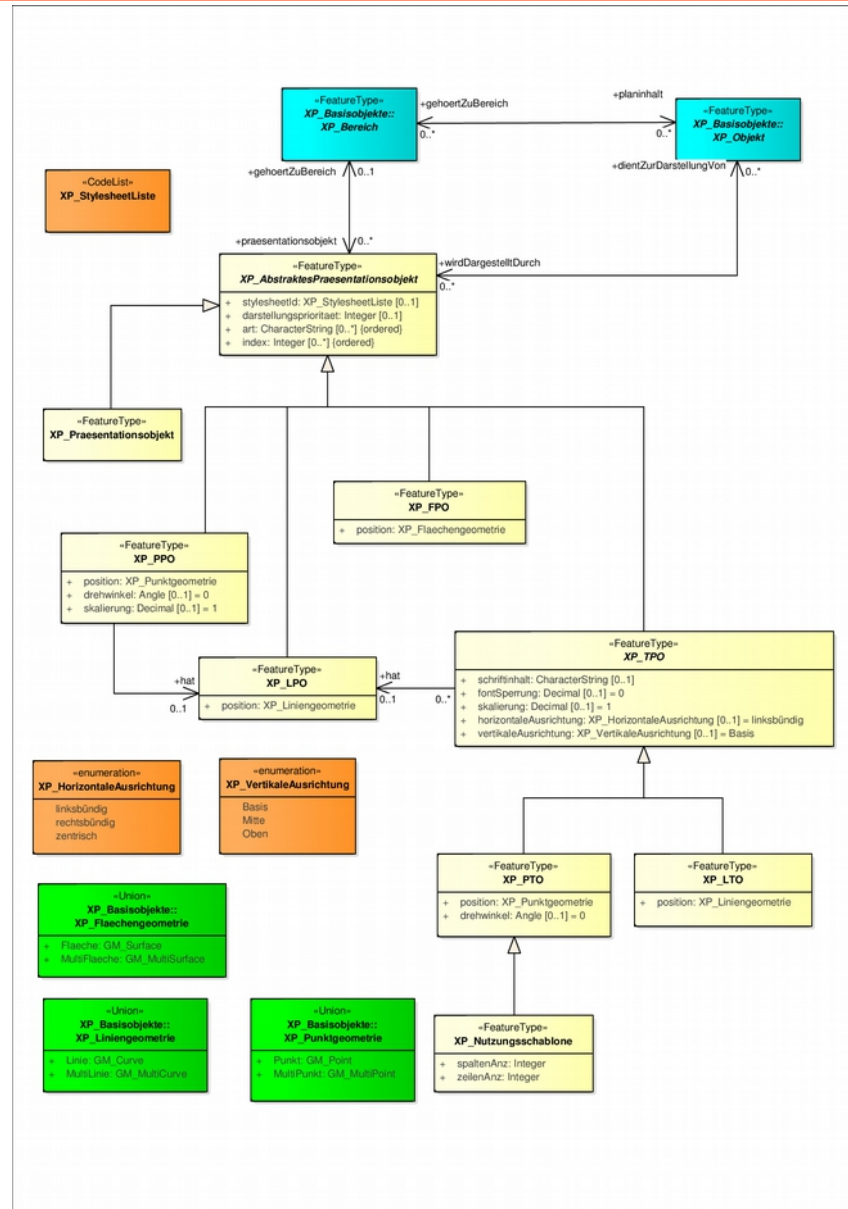 «FeatureType»
XP_Basisobjekte::
XP_Bereich
+gehoertZuBereich
0..*
+planinhalt
0..*
«FeatureType»
XP_Basisobjekte::
XP_Objekt
+gehoertZuBereich
0..1
+dientZurDarstellungVon
0..*
«CodeList»
XP_StylesheetListe
+praesentationsobjekt
0..*
+wirdDargestelltDurch
0..*
«FeatureType»
XP_AbstraktesPraesentationsobjekt
+ stylesheetId: XP_StylesheetListe [0..1]
+ darstellungsprioritaet: Integer [0..1]
+ art: CharacterString [0..*] {ordered}
+ index: Integer [0..*] {ordered}
«FeatureType»
XP_Praesentationsobjekt
«FeatureType»
XP_FPO
+ position: XP_Flaechengeometrie
«FeatureType»
XP_PPO
+ position: XP_Punktgeometrie
+ drehwinkel: Angle [0..1] = 0
+ skalierung: Decimal [0..1] = 1
+hat
0..1
«FeatureType»
XP_LPO
+ position: XP_Liniengeometrie
+hat
0..1
0..*
«FeatureType»
XP_TPO
+ schriftinhalt: CharacterString [0..1]
+ fontSperrung: Decimal [0..1] = 0
+ skalierung: Decimal [0..1] = 1
+ horizontaleAusrichtung: XP_HorizontaleAusrichtung [0..1] = linksbündig
+ vertikaleAusrichtung: XP_VertikaleAusrichtung [0..1] = Basis
«enumeration»
XP_HorizontaleAusrichtung
linksbündig
rechtsbündig
zentrisch
«enumeration»
XP_VertikaleAusrichtung
Basis
Mitte
Oben
«FeatureType»
XP_PTO
+ position: XP_Punktgeometrie
+ drehwinkel: Angle [0..1] = 0
«FeatureType»
XP_LTO
+ position: XP_Liniengeometrie
«Union»
XP_Basisobjekte::
XP_Flaechengeometrie
+ Flaeche: GM_Surface
+ MultiFlaeche: GM_MultiSurface
«Union»
XP_Basisobjekte::
XP_Liniengeometrie
+ Linie: GM_Curve
+ MultiLinie: GM_MultiCurve
«Union»
XP_Basisobjekte::
XP_Punktgeometrie
+ Punkt: GM_Point
+ MultiPunkt: GM_MultiPoint
«FeatureType»
XP_Nutzungsschablone
+ spaltenAnz: Integer
+ zeilenAnz: Integer